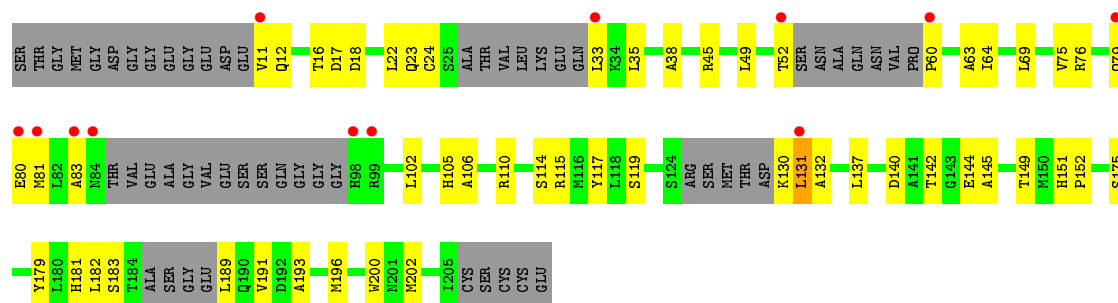 SER THR GLY MET GLY ASP GLY GLY GLU GLY GLU ASP GLU V11 Q12 T16 D17 D18 L22 Q23 C24 S25 ALA THR VAL LEU LYS GLU GLN L33 K34 L35 A38 R45 L49 T52 SER ASN ALA GLN ASN VAL PRO P60 A63 I64 L69 V75 R76 Q79
E80 M81 L82 A83 N84 THR VAL GLU ALA GLY VAL GLU SER SER GLN GLY GLY GLY H98 R99 L102 H105 A106 R110 S114 R115 M116 Y117 L118 S119 S124 ARG SER MET THR ASP K130 L131 A132 L137 D140 A141 T142 G143 E144 A145 T149 M150 H151 P152 S175
Y179 L180 H181 L182 S183 T184 ALA SER GLY GLU L189 Q190 V191 D192 A193 M196 W200 N201 M202 I205 CYS SER CYS CYS GLU